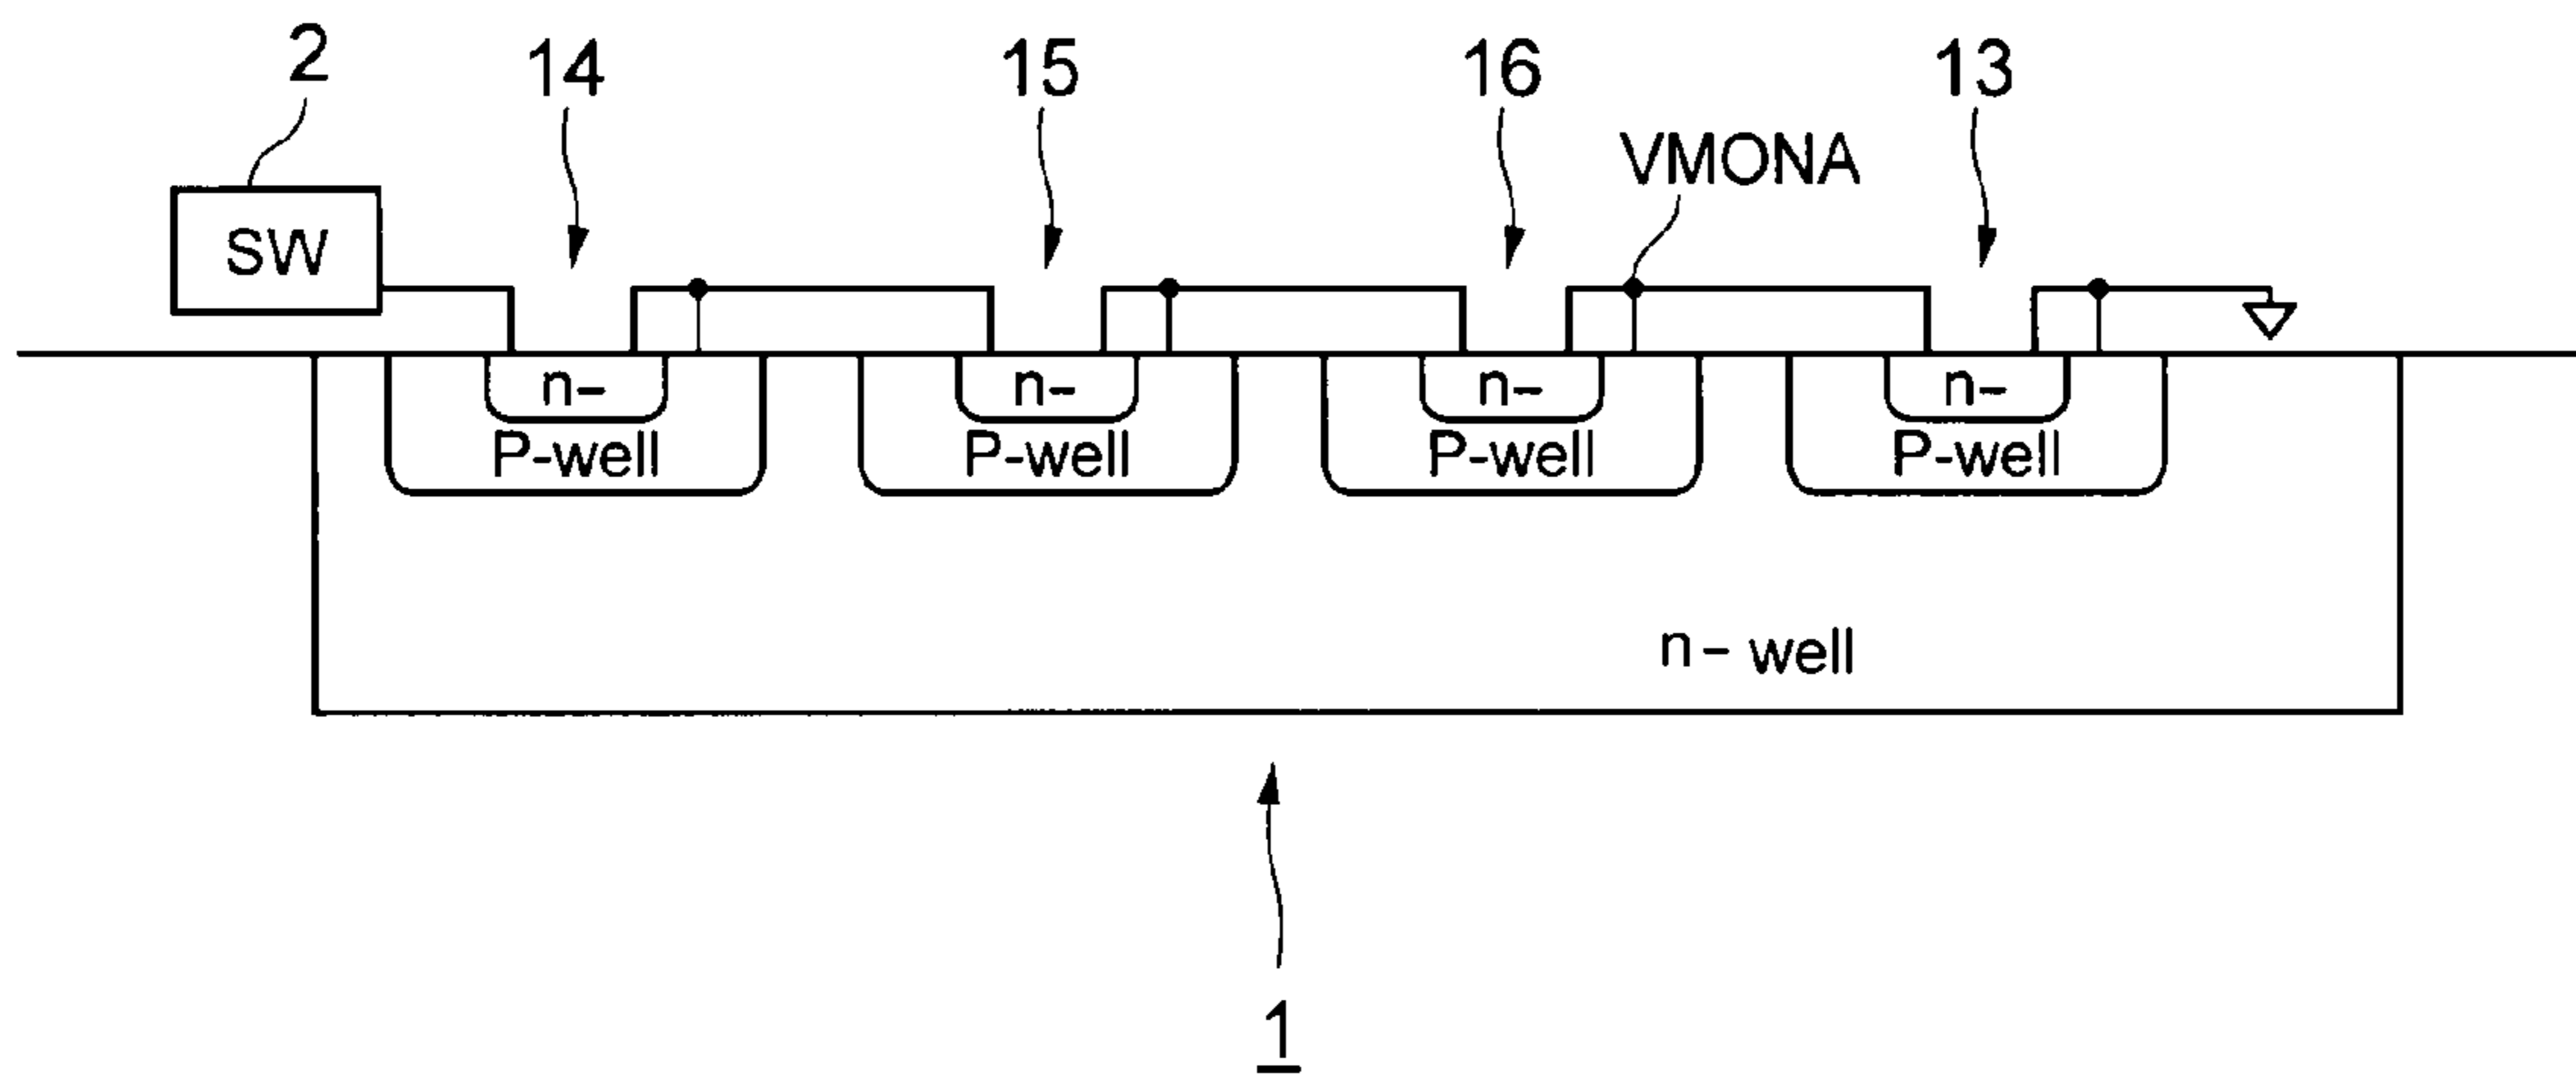 2 14 15 16 13
VMONA
SW
n- n- n- n-
P-well P-well P-well P-well
n- well
1